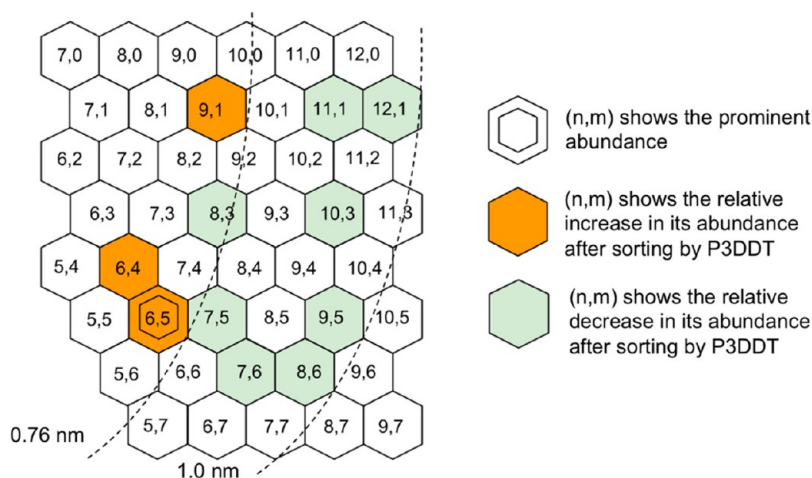 7,0 8,0 9,0 10,0 11,0 12,0
7,1 8,1 9,1 10,1 11,1 12,1
6,2 7,2 8,2 9,2 10,2 11,2
6,3 7,3 8,3 9,3 10,3 11,3
5,4 6,4 7,4 8,4 9,4 10,4
5,5 6,5 7,5 8,5 9,5 10,5
5,6 6,6 7,6 8,6 9,6
5,7 6,7 7,7 8,7 9,7
0.76 nm
1.0 nm
(n,m) shows the prominent
abundance
(n,m) shows the relative
increase in its abundance
after sorting by P3DDT
(n,m) shows the relative
decrease in its abundance
after sorting by P3DDT